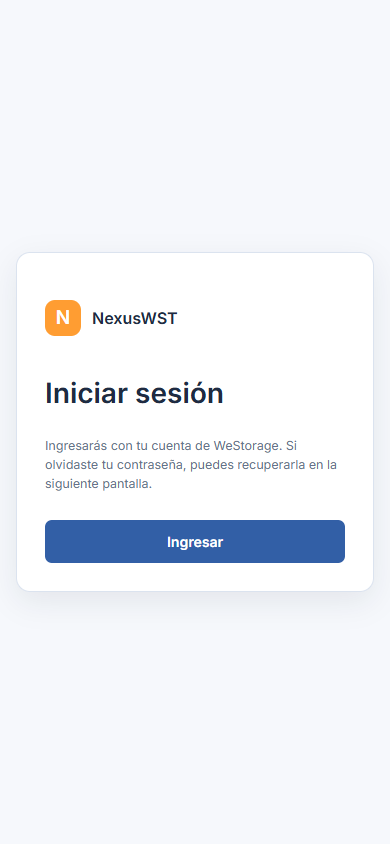 N
NexusWST
Iniciar sesión
Ingresarás con tu cuenta de WeStorage. Si
olvidaste tu contraseña, puedes recuperarla en la
siguiente pantalla.
Ingresar